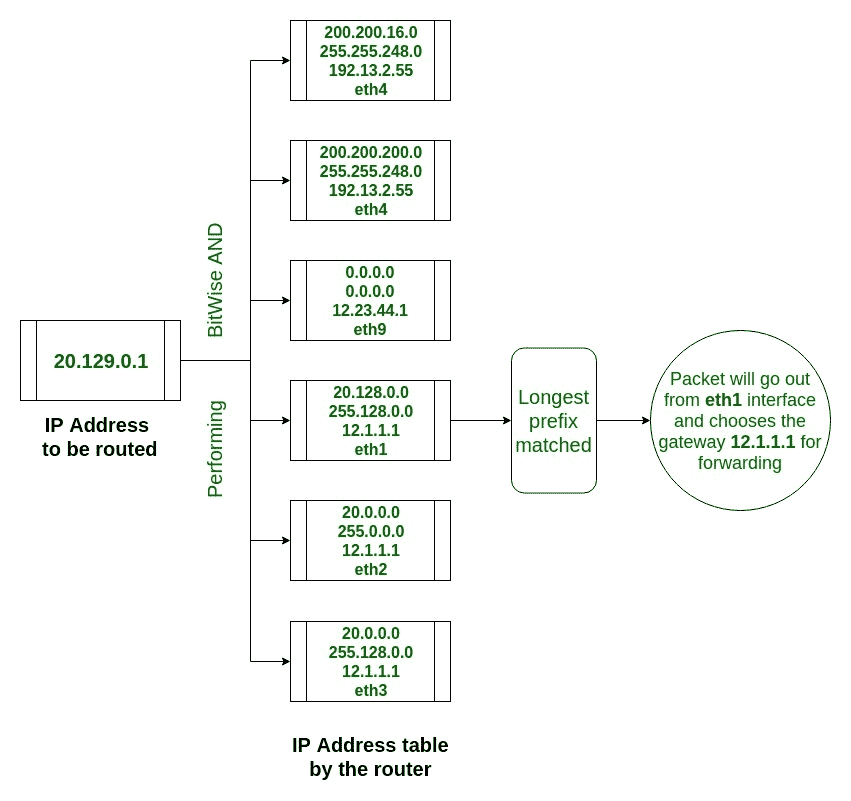 200.200.16.0
255.255.248.0
192.13.2.55
eth4
200.200.200.0
255.255.248.0
192.13.2.55
eth4
BitWise AND
0.0.0.0
0.0.0.0
12.23.44.1
eth9
20.129.0.1
IP Address
to be routed
Performing
20.128.0.0
255.128.0.0
12.1.1.1
eth1
Longest
prefix
matched
Packet will go out
from eth1 interface
and chooses the
gateway 12.1.1.1 for
forwarding
20.0.0.0
255.0.0.0
12.1.1.1
eth2
20.0.0.0
255.128.0.0
12.1.1.1
eth3
IP Address table
by the router